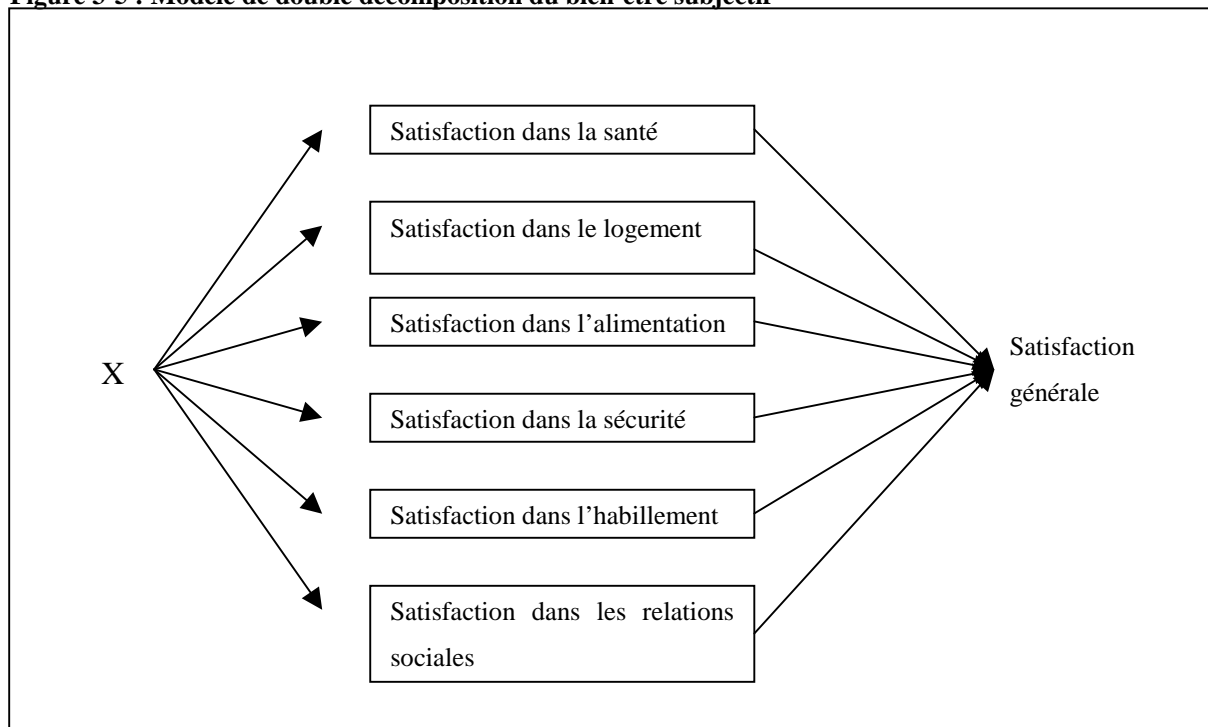 Figure 3-3 : Modèle de double décomposition du bien-être subjectif
Satisfaction dans la santé
Satisfaction dans le logement
Satisfaction dans l’alimentation
X
Satisfaction
générale
Satisfaction dans la sécurité
Satisfaction dans l’habillement
Satisfaction dans les relations
sociales